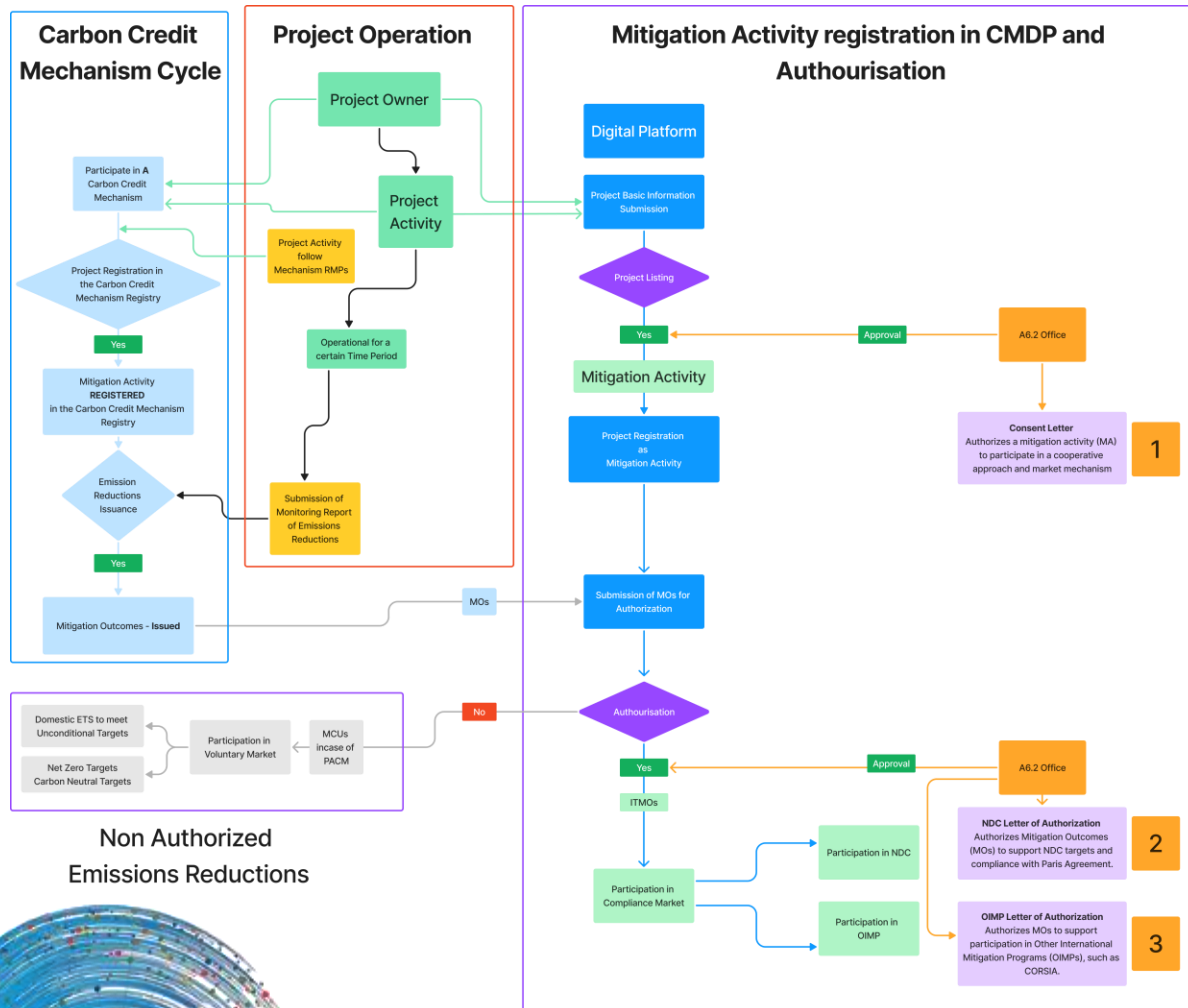 Carbon Credit
Mechanism Cycle
Participate in A
Carbon Credit
Mechanism
Project Registration in
the Carbon Credit
Mechanism Registry
Yes
Mitigation Activity
REGISTERED
in the Carbon Credit Mechanism
Registry
Emission
Reductions
Issuance
Yes
Mitigation Outcomes - Issued
Project Operation
Project Owner
Project
Activity
Project Activity
follow
Mechanism RMPs
Operational for a
certain Time Period
Submission of
Monitoring Report
of Emissions
Reductions
MOs
Mitigation Activity registration in CMDP and
Authourisation
Digital Platform
Project Basic Information
Submission
Project Listing
Yes
Approval
A6.2 Office
Mitigation Activity
Consent Letter
Authorizes a mitigation activity (MA)
to participate in a cooperative
approach and market mechanism
1
Project Registration
as
Mitigation Activity
Submission of MOs for
Authorization
Authourisation
No
Yes
Approval
A6.2 Office
ITMOs
NDC Letter of Authorization
Authorizes Mitigation Outcomes
(MOs) to support NDC targets and
compliance with Paris Agreement.
2
Participation in NDC
Participation in
Compliance Market
Participation in
OIMP
OIMP Letter of Authorization
Authorizes MOs to support
participation in Other International
Mitigation Programs (OIMPs), such as
CORSIA.
3
MCUs
incase of
PACM
Participation in
Voluntary Market
Domestic ETS to meet
Unconditional Targets
Net Zero Targets
Carbon Neutral Targets
Non Authorized
Emissions Reductions